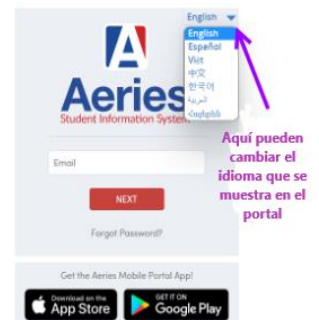 English
English
Español
Việt
中文
한국어
العربية
Հայերեն
Aeries
Student Information System
Email
NEXT
Forgot Password?
Get the Aeries Mobile Portal App!
Download on the
App Store
GET IT ON
Google Play
Aquí pueden
cambiar el
idioma que se
muestra en el
portal